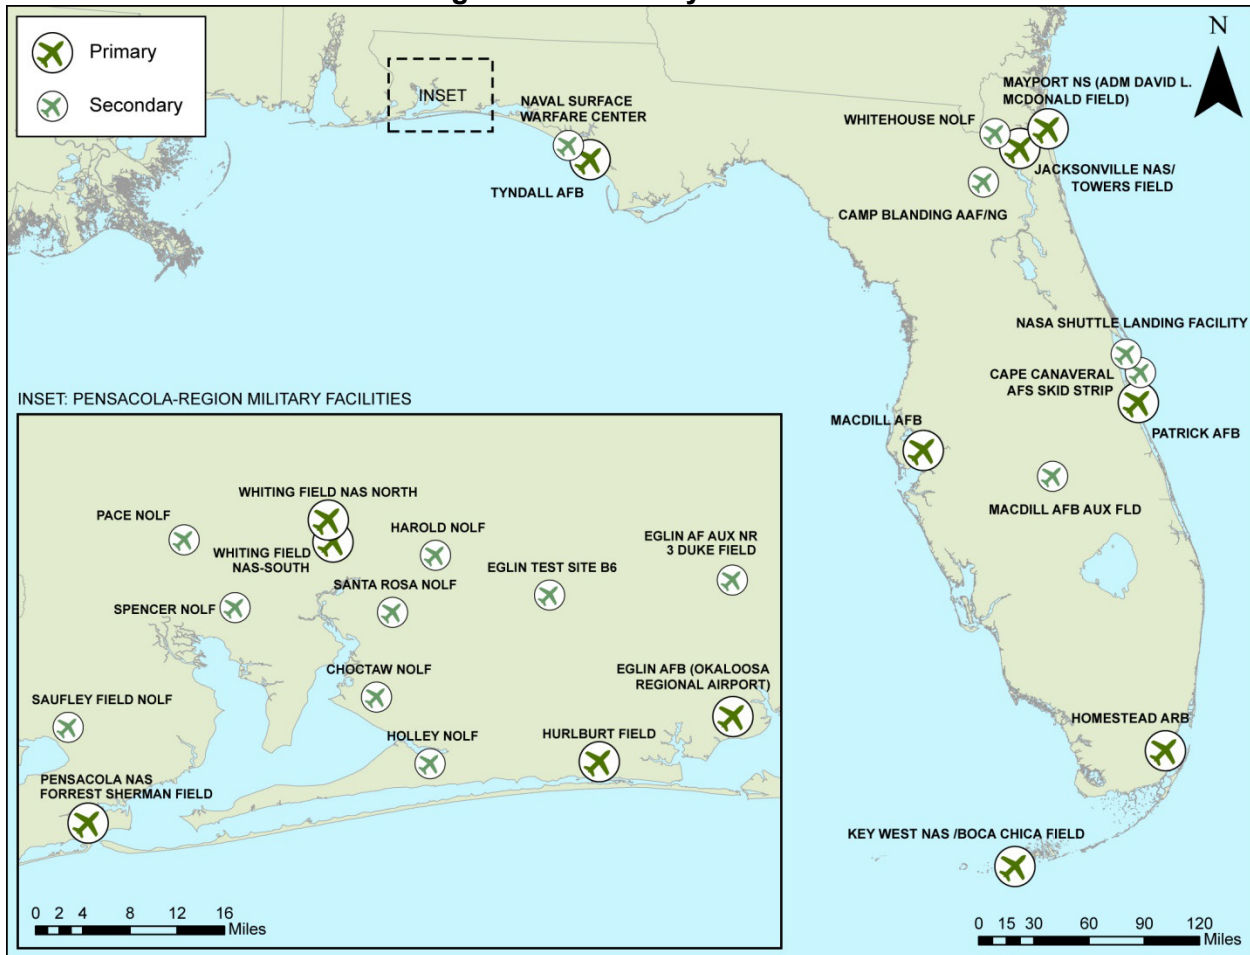 Primary
Secondary
INSET
N
NAVAL SURFACE
WARFARE CENTER
TYNDALL AFB
MAYPORT NS (ADM DAVID L.
MCDONALD FIELD)
WHITEHOUSE NOLF
JACKSONVILLE NAS/
TOWERS FIELD
CAMP BLANDING AAF/NG
NASA SHUTTLE LANDING FACILITY
CAPE CANAVERAL
AFS SKID STRIP
PATRICK AFB
MACDILL AFB
MACDILL AFB AUX FLD
HOMESTEAD ARB
KEY WEST NAS /BOCA CHICA FIELD
0 15 30 60 90 120
Miles
INSET: PENSACOLA-REGION MILITARY FACILITIES
WHITING FIELD NAS NORTH
PACE NOLF
HAROLD NOLF
WHITING FIELD
NAS-SOUTH
EGLIN AF AUX NR
3 DUKE FIELD
EGLIN TEST SITE B6
SANTA ROSA NOLF
SPENCER NOLF
CHOCTAW NOLF
EGLIN AFB (OKALOOSA
REGIONAL AIRPORT)
SAUFLEY FIELD NOLF
HOLLEY NOLF
HURLBURT FIELD
PENSACOLA NAS
FORREST SHERMAN FIELD
0 2 4 8 12 16
Miles